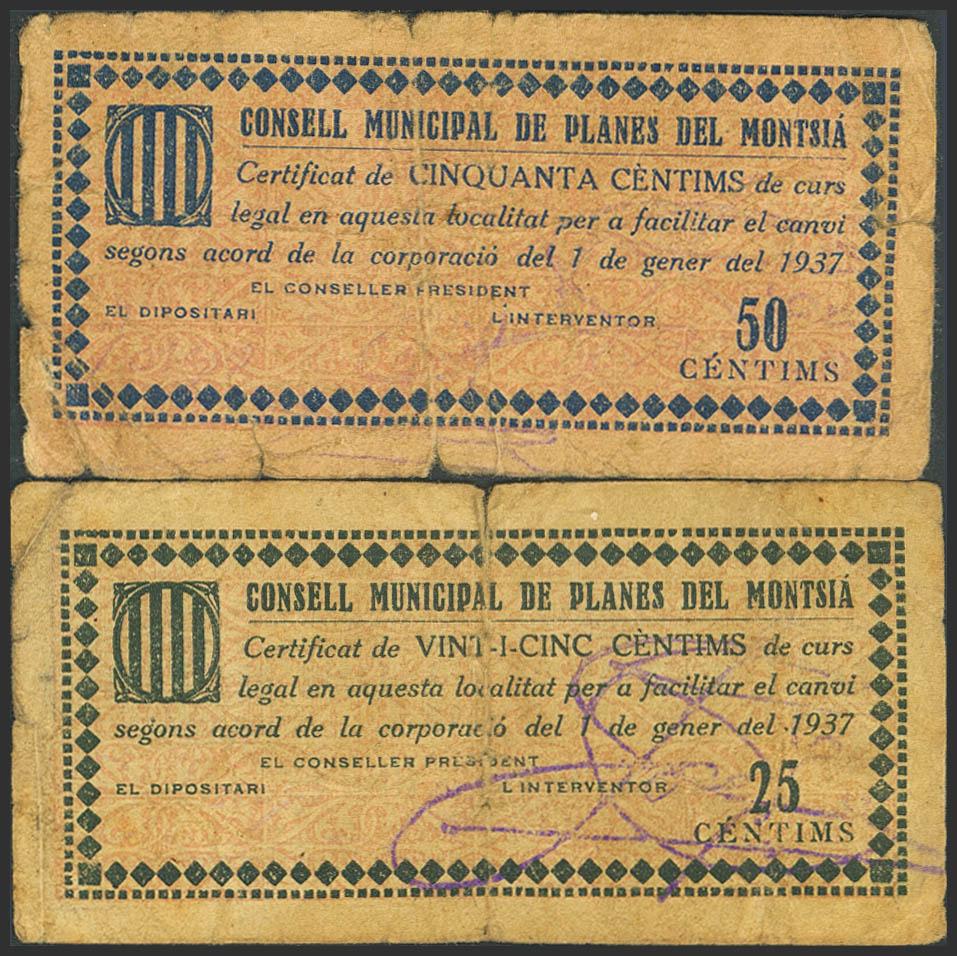 CONSELL MUNICIPAL DE PLANES DEL MONTSIÁ
Certificat de CINQUANTA CÈNTIMS de curs
legal en aquesta localitat per a facilitar el canvi
segons acord de la corporació del 1 de gener del 1937
EL CONSELLER PRESIDENT
EL DIPOSITARI L'INTERVENTOR
50
CÉNTIMS
CONSELL MUNICIPAL DE PLANES DEL MONTSIÁ
Certificat de VINT-I-CINC CÈNTIMS de curs
legal en aquesta localitat per a facilitar el canvi
segons acord de la corporació del 1 de gener del 1937
EL CONSELLER PRESIDENT
EL DIPOSITARI L'INTERVENTOR
25
CÉNTIMS